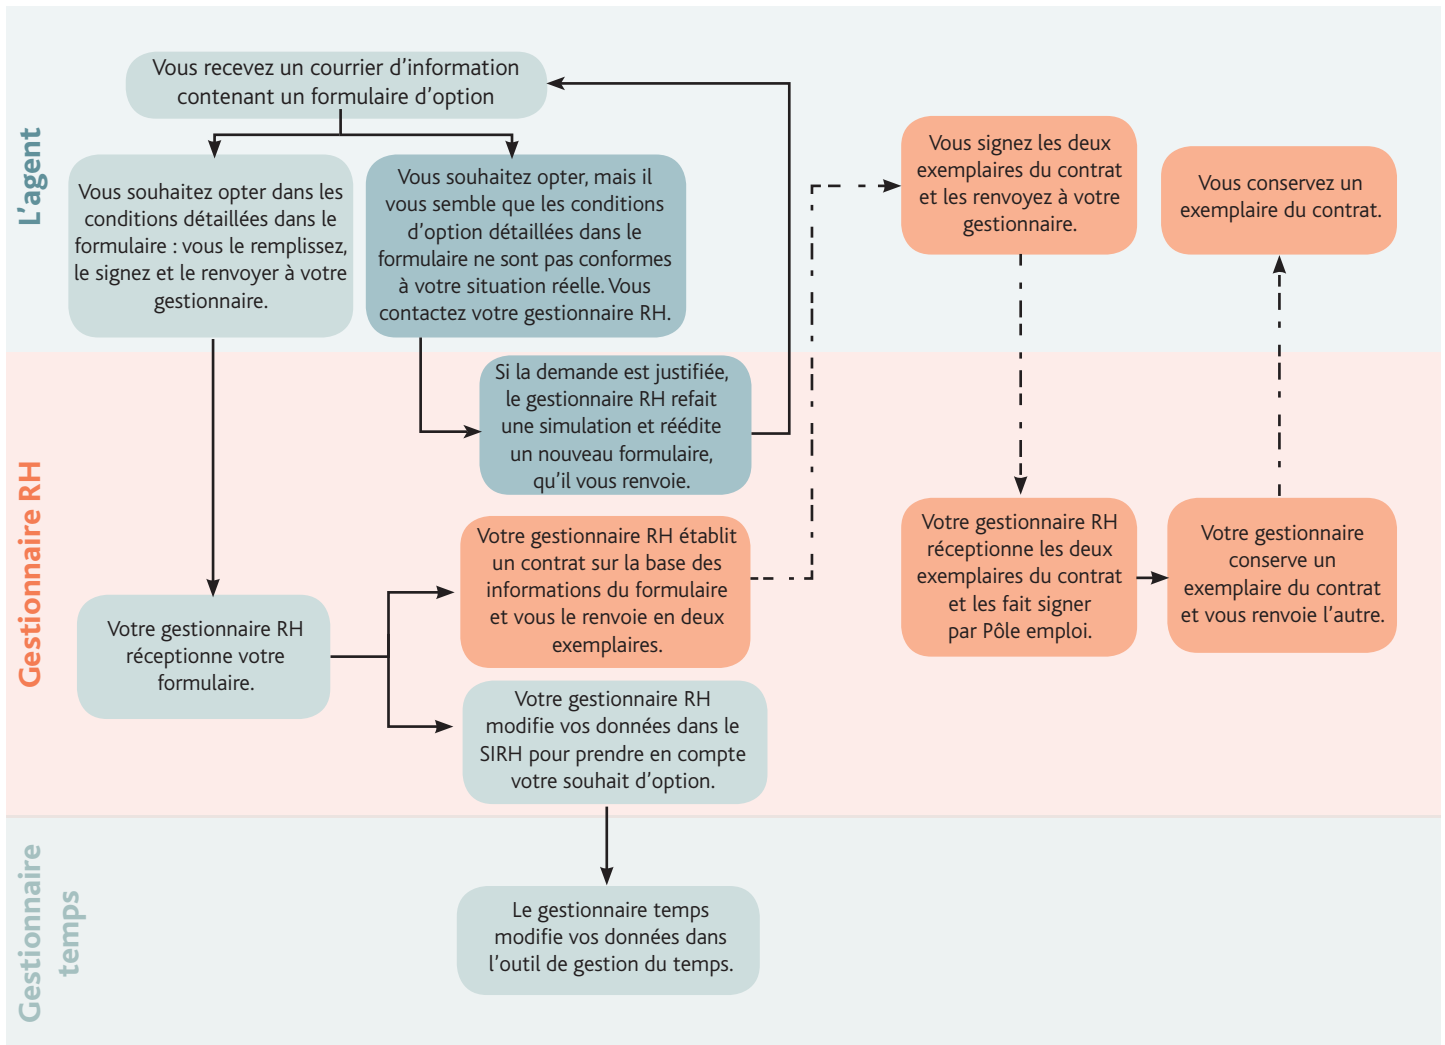 L'agent
Vous recevez un courrier d'information
contenant un formulaire d'option
Vous souhaitez opter dans les
conditions détaillées dans le
formulaire : vous le remplissez,
le signez et le renvoyer à votre
gestionnaire.
Vous souhaitez opter, mais il
vous semble que les conditions
d'option détaillées dans le
formulaire ne sont pas conformes
à votre situation réelle. Vous
contactez votre gestionnaire RH.
Vous signez les deux
exemplaires du contrat
et les renvoyez à votre
gestionnaire.
Vous conservez un
exemplaire du contrat.
Gestionnaire RH
Si la demande est justifiée,
le gestionnaire RH refait
une simulation et réédite
un nouveau formulaire,
qu'il vous renvoie.
Votre gestionnaire RH
réceptionne votre
formulaire.
Votre gestionnaire RH établit
un contrat sur la base des
informations du formulaire
et vous le renvoie en deux
exemplaires.
Votre gestionnaire RH
modifie vos données dans le
SIRH pour prendre en compte
votre souhait d'option.
Votre gestionnaire RH
réceptionne les deux
exemplaires du contrat
et les fait signer
par Pôle emploi.
Votre gestionnaire
conserve un
exemplaire du contrat
et vous renvoie l'autre.
Gestionnaire
temps
Le gestionnaire temps
modifie vos données dans
l'outil de gestion du temps.